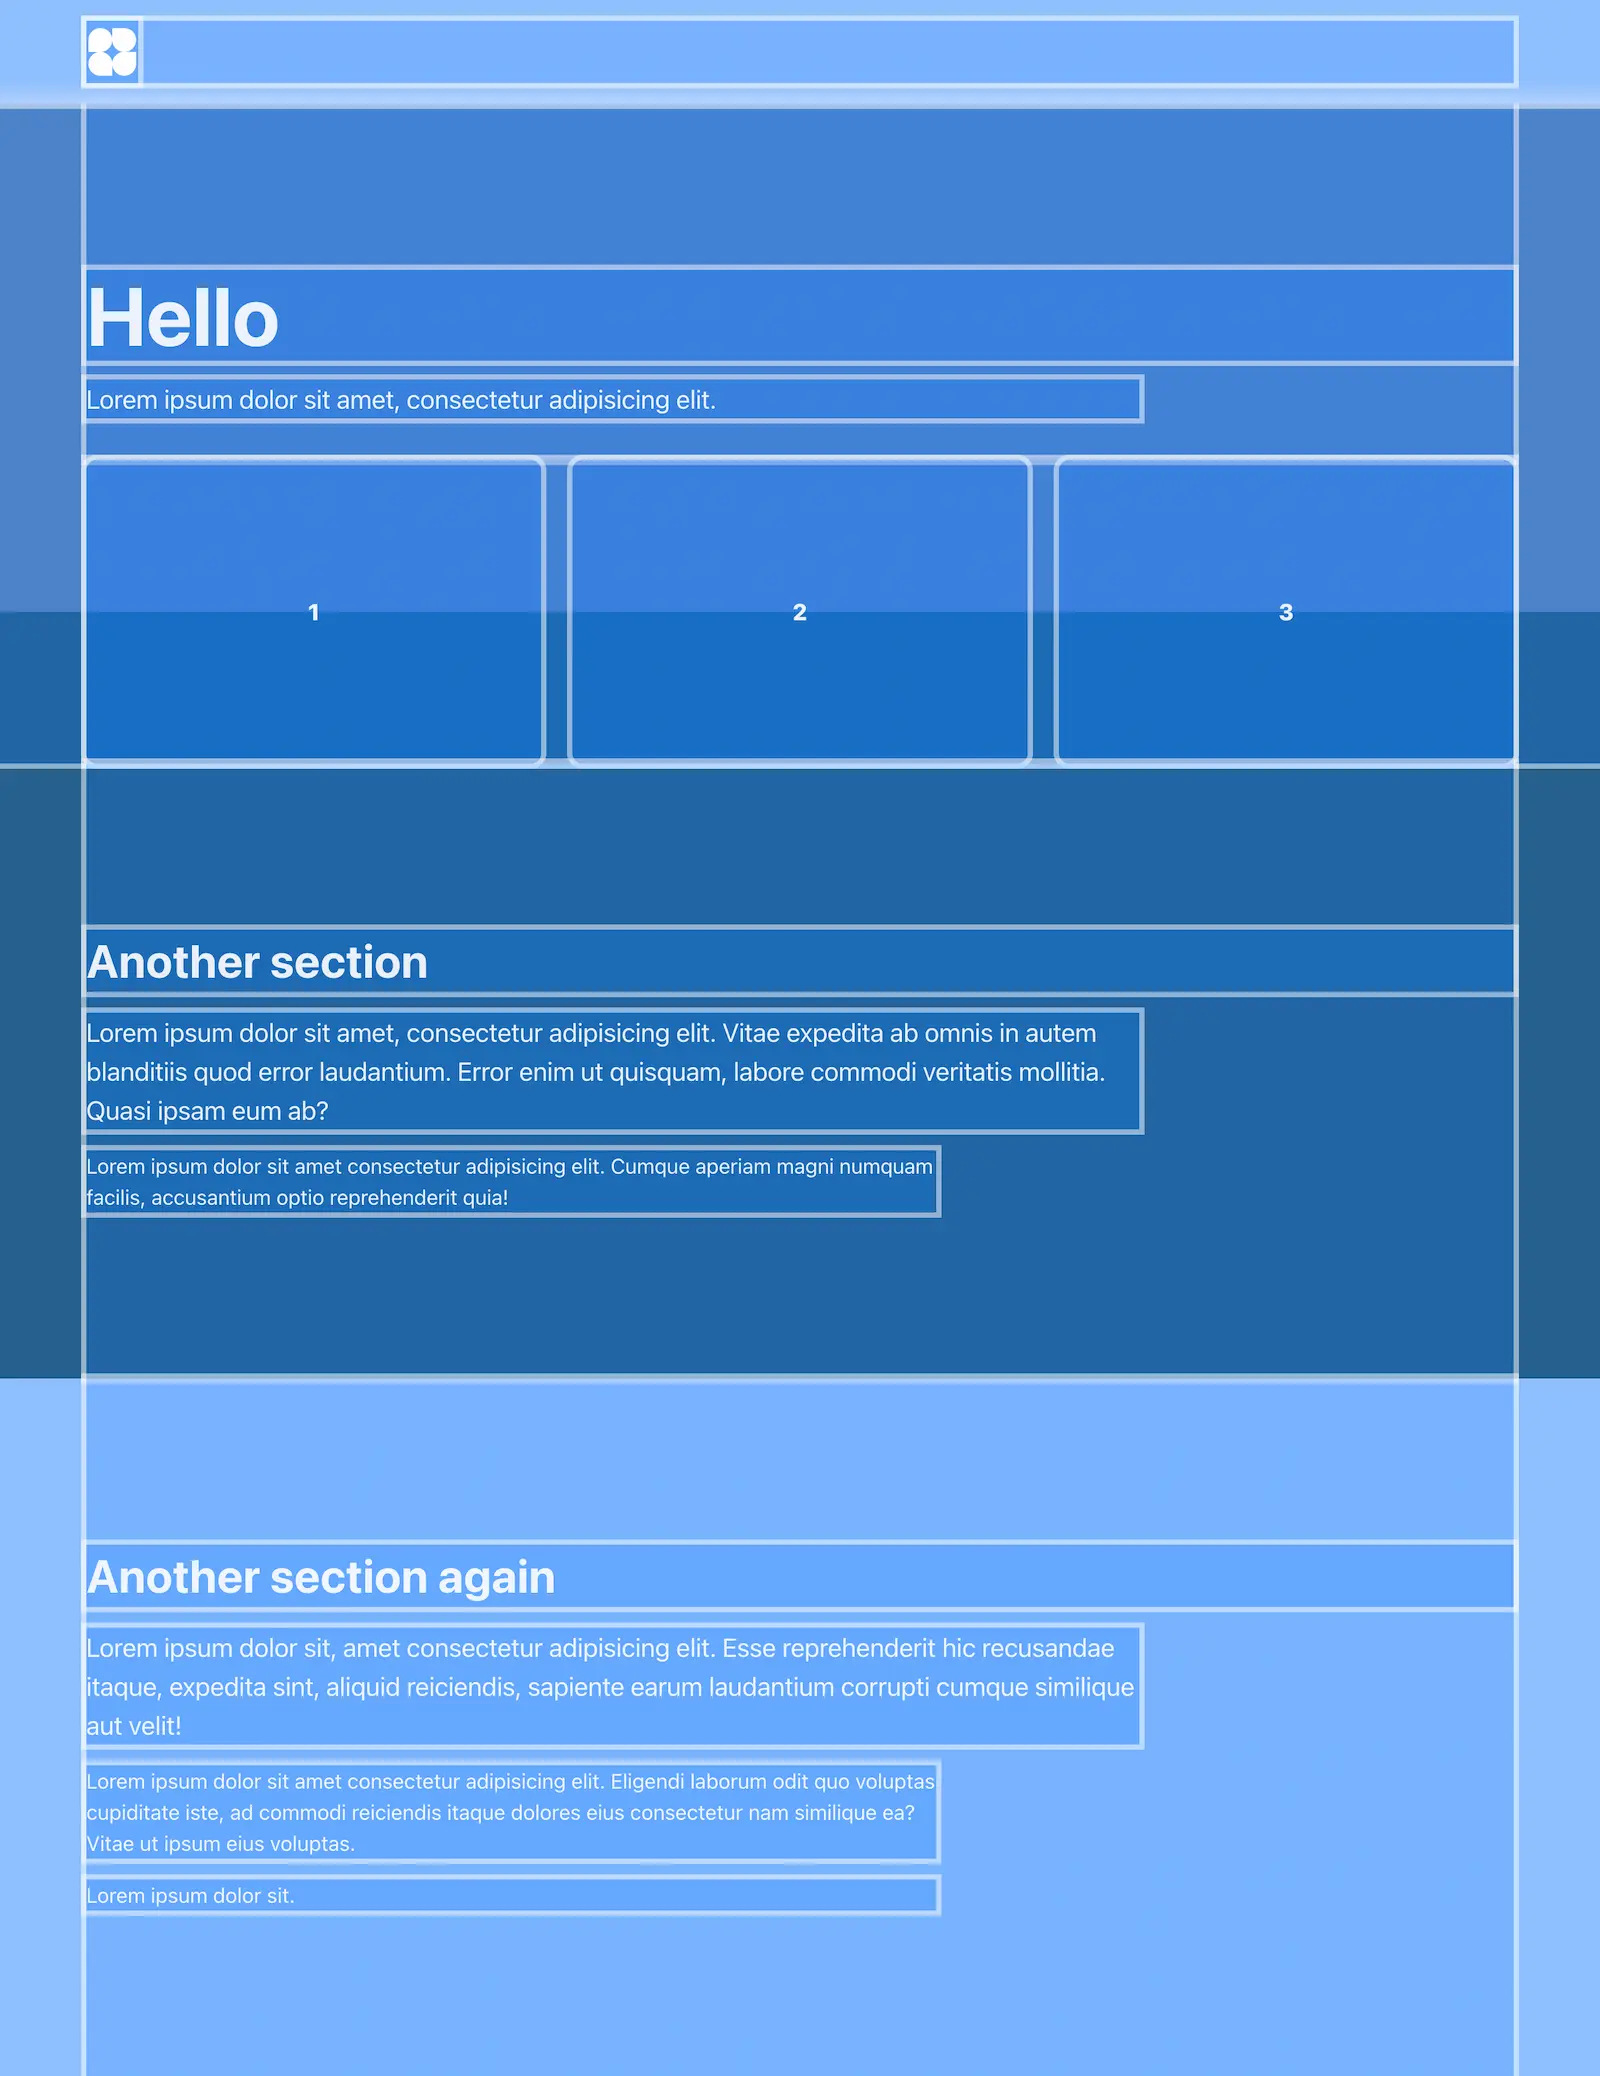 Hello
Lorem ipsum dolor sit amet, consectetur adipisicing elit.
1
2
3
Another section
Lorem ipsum dolor sit amet, consectetur adipisicing elit. Vitae expedita ab omnis in autem
blanditiis quod error laudantium. Error enim ut quisquam, labore commodi veritatis mollitia.
Quasi ipsam eum ab?
Lorem ipsum dolor sit amet consectetur adipisicing elit. Cumque aperiam magni numquam
facilis, accusantium optio reprehenderit quia!
Another section again
Lorem ipsum dolor sit, amet consectetur adipisicing elit. Esse reprehenderit hic recusandae
itaque, expedita sint, aliquid reiciendis, sapiente earum laudantium corrupti cumque similique
aut velit!
Lorem ipsum dolor sit amet consectetur adipisicing elit. Eligendi laborum odit quo voluptas
cupiditate iste, ad commodi reiciendis itaque dolores eius consectetur nam similique ea?
Vitae ut ipsum eius voluptas.
Lorem ipsum dolor sit.